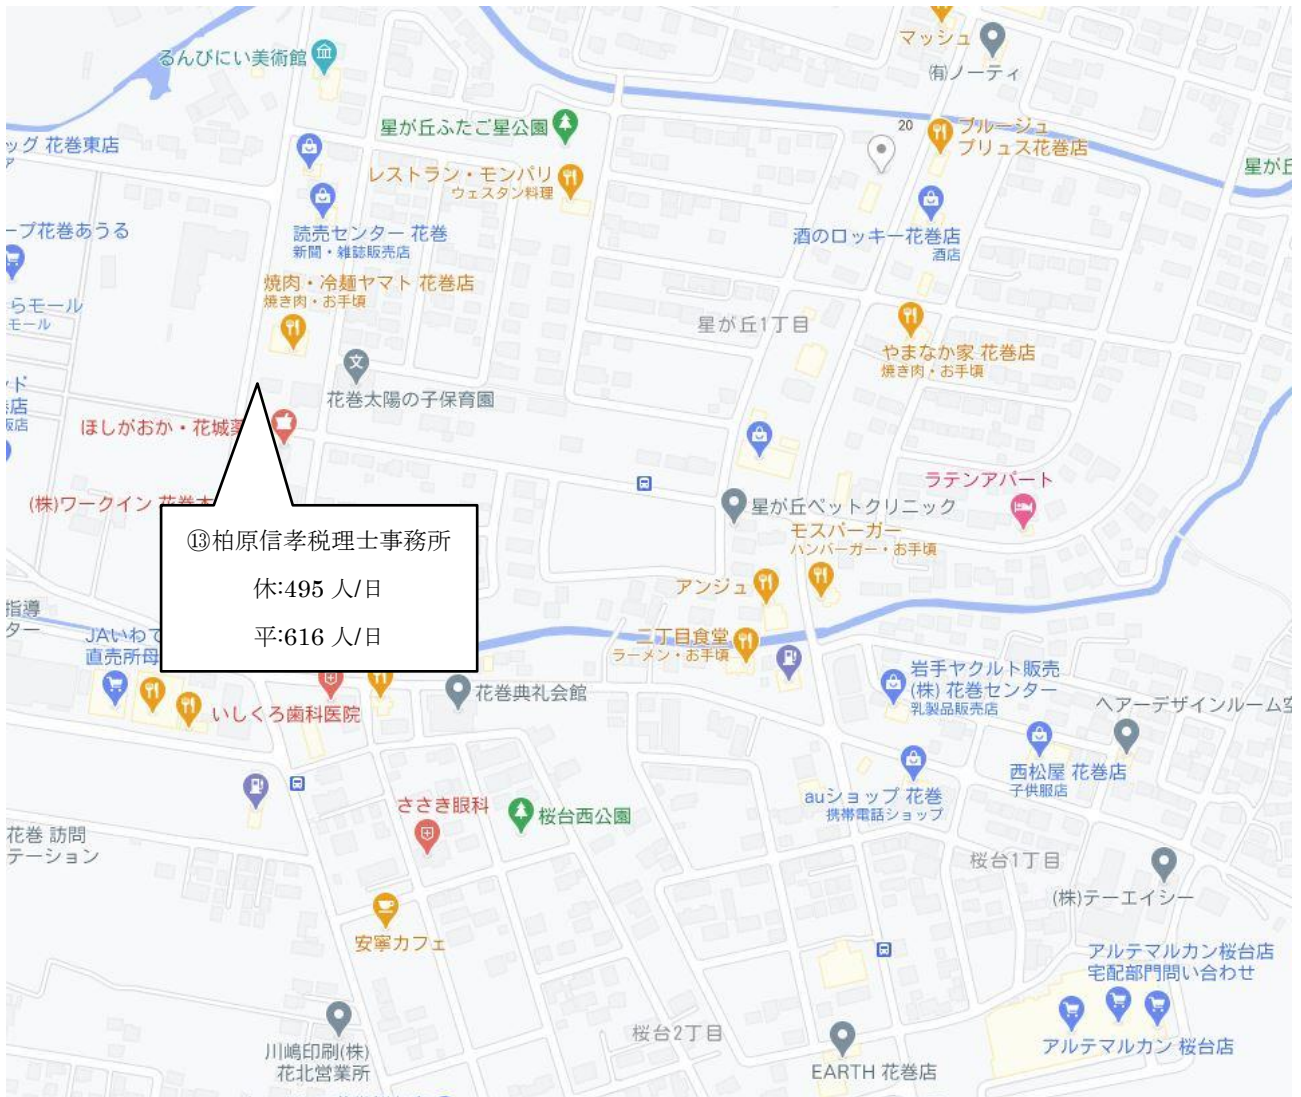 マッシュ
(有)ノーティ
るんびにい美術館
星が丘ふたご星公園
20
ブルージュ
プリュス花巻店
ッグ 花巻東店
ア
レストラン・モンパリ
ウェスタン料理
星が丘
ープ花巻あうる
読売センター 花巻
新聞・雑誌販売店
酒のロッキー花巻店
酒店
焼肉・冷麺ヤマト 花巻店
焼き肉・お手頃
らモール
モール
星が丘1丁目
やまなか家 花巻店
焼き肉・お手頃
文
花巻太陽の子保育園
ド
店
販店
ほしがおか・花城薬
ラテンアパート
(株)ワークイン 花巻本
星が丘ペットクリニック
モスバーガー
ハンバーガー・お手頃
⑬柏原信孝税理士事務所
休:495 人/日
平:616 人/日
アンジュ
指導
ター
JAいわて
直売所母
二丁目食堂
ラーメン・お手頃
岩手ヤクルト販売
(株) 花巻センター
乳製品販売店
花巻典礼会館
いしくろ歯科医院
ヘアーデザインルーム空
西松屋 花巻店
子供服店
auショップ 花巻
携帯電話ショップ
ささき眼科
桜台西公園
花巻 訪問
テーション
桜台1丁目
(株)テーエイシー
安寧カフェ
アルテマルカン桜台店
宅配部門問い合わせ
桜台2丁目
アルテマルカン 桜台店
川嶋印刷(株)
花北営業所
EARTH 花巻店